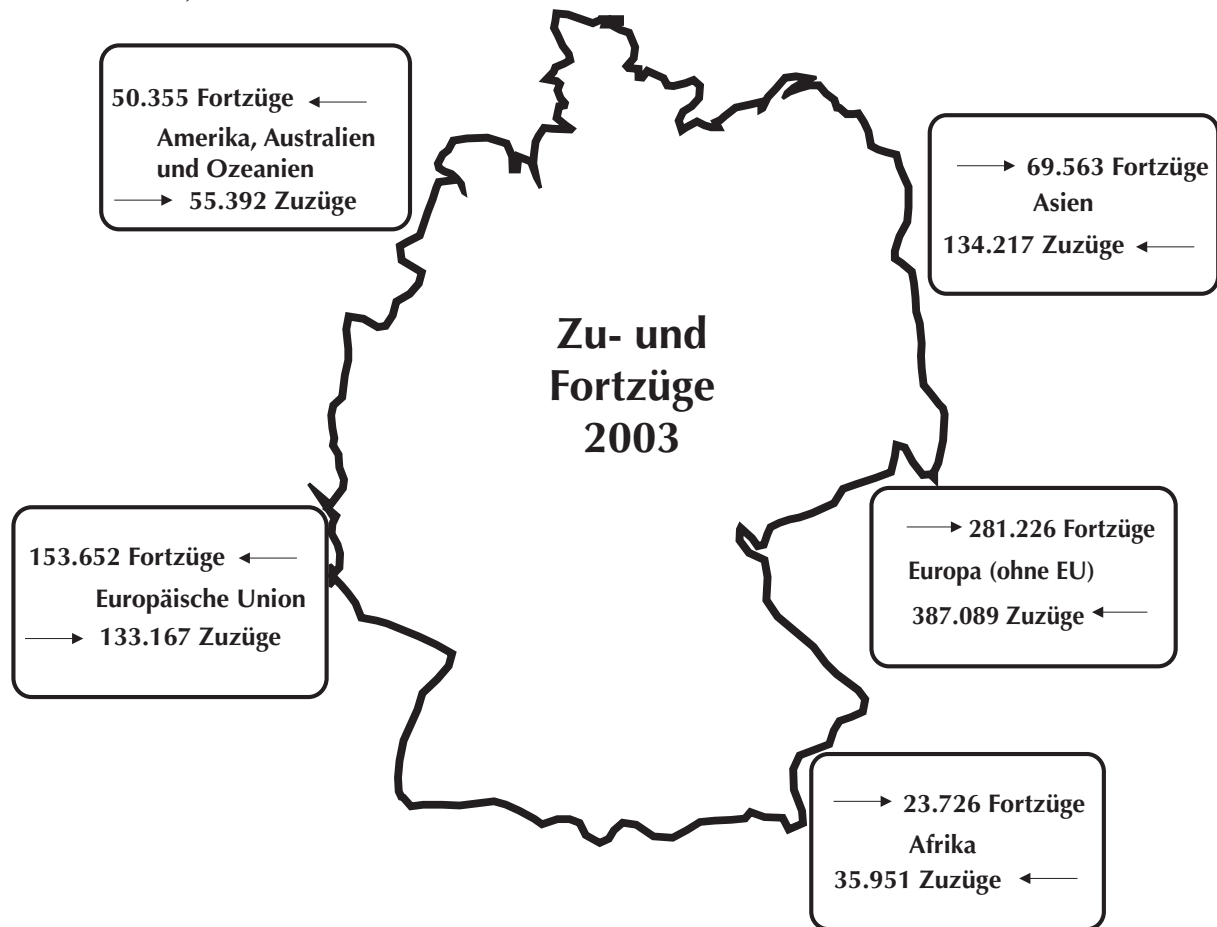 50.355 Fortzüge
Amerika, Australien
und Ozeanien
55.392 Zuzüge
69.563 Fortzüge
Asien
134.217 Zuzüge
Zu- und
Fortzüge
2003
153.652 Fortzüge
Europäische Union
133.167 Zuzüge
281.226 Fortzüge
Europa (ohne EU)
387.089 Zuzüge
23.726 Fortzüge
Afrika
35.951 Zuzüge